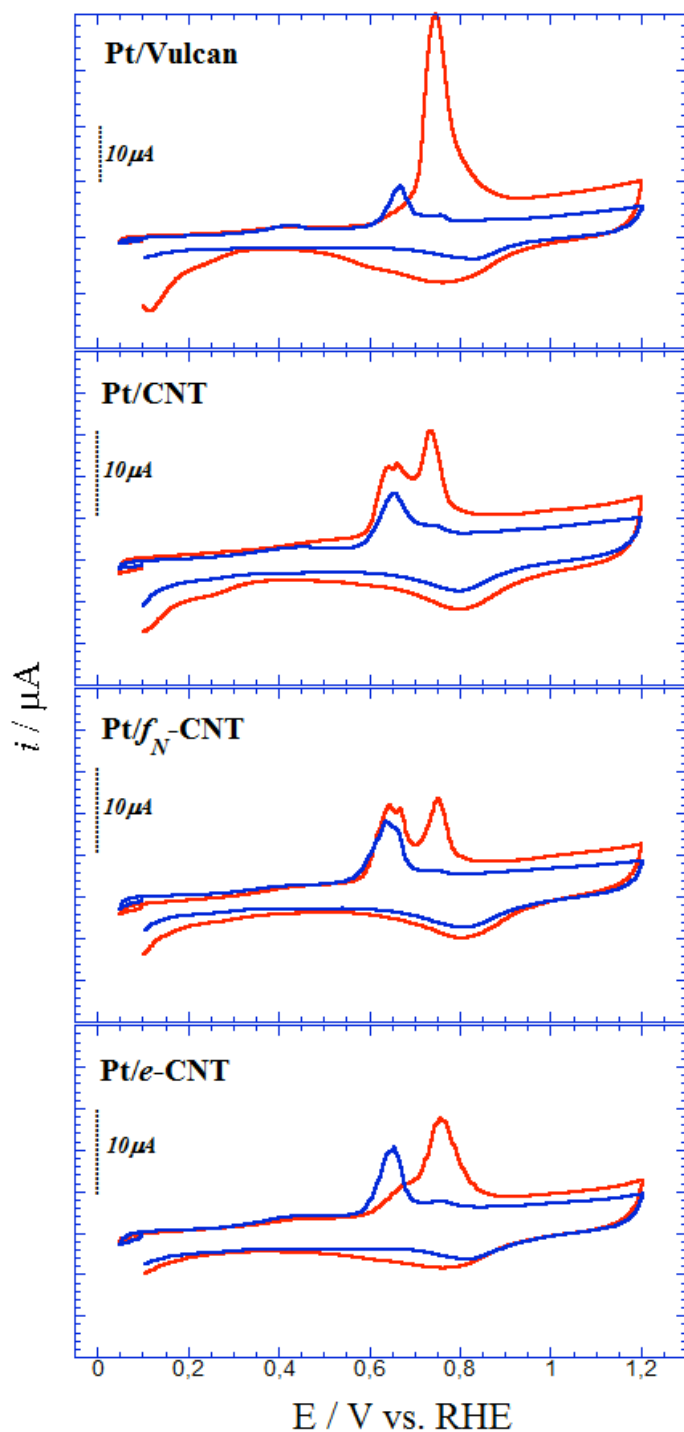 Pt/Vulcan
10µA
Pt/CNT
10µA
i / µA
Pt/f_N-CNT
10µA
Pt/e-CNT
10µA
0 0,2 0,4 0,6 0,8 1 1,2
E / V vs. RHE